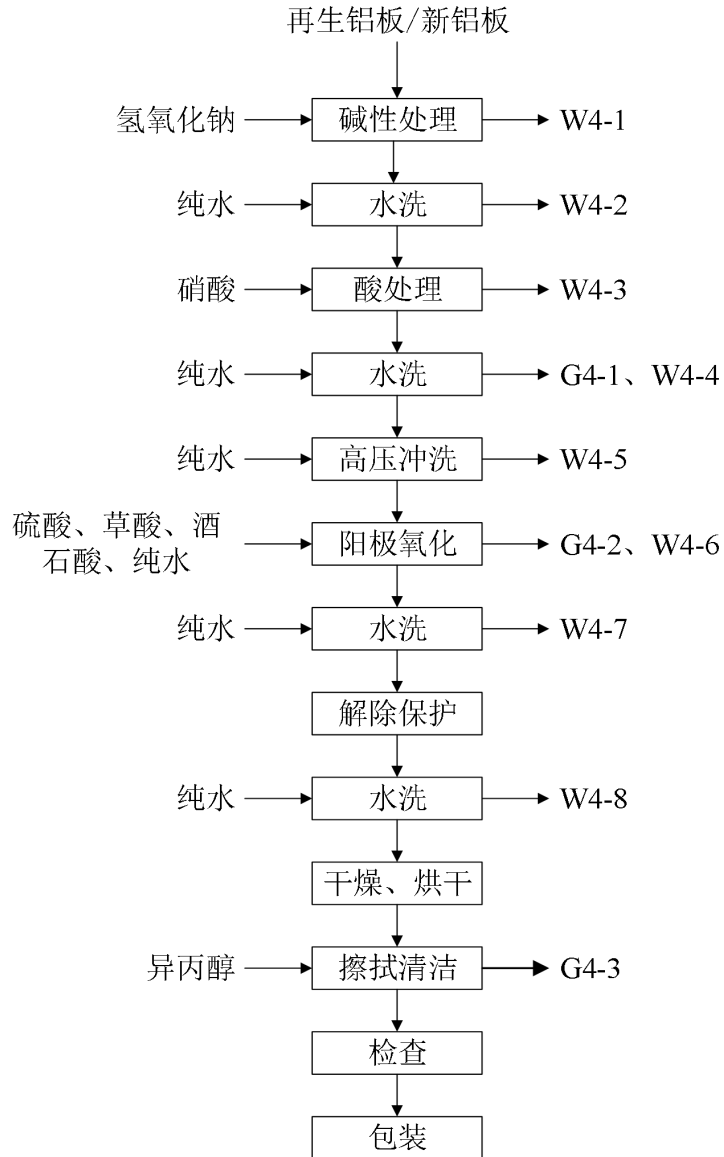 再生铝板/新铝板
氢氧化钠 碱性处理 W4-1
纯水 水洗 W4-2
硝酸 酸处理 W4-3
纯水 水洗 G4-1、W4-4
纯水 高压冲洗 W4-5
硫酸、草酸、酒
石酸、纯水
阳极氧化 G4-2、W4-6
纯水 水洗 W4-7
解除保护
纯水 水洗 W4-8
干燥、烘干
异丙醇 擦拭清洁 G4-3
检查
包装